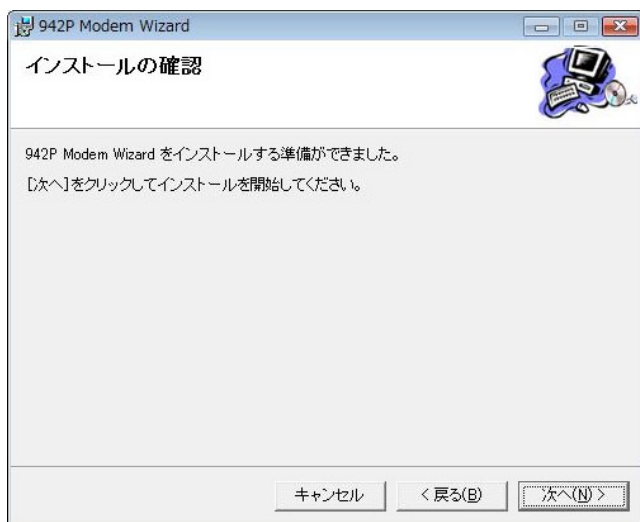 942P Modem Wizard
インストールの確認
942P Modem Wizard をインストールする準備ができました。
[次へ]をクリックしてインストールを開始してください。
キャンセル
< 戻る(B)
次へ(N) >